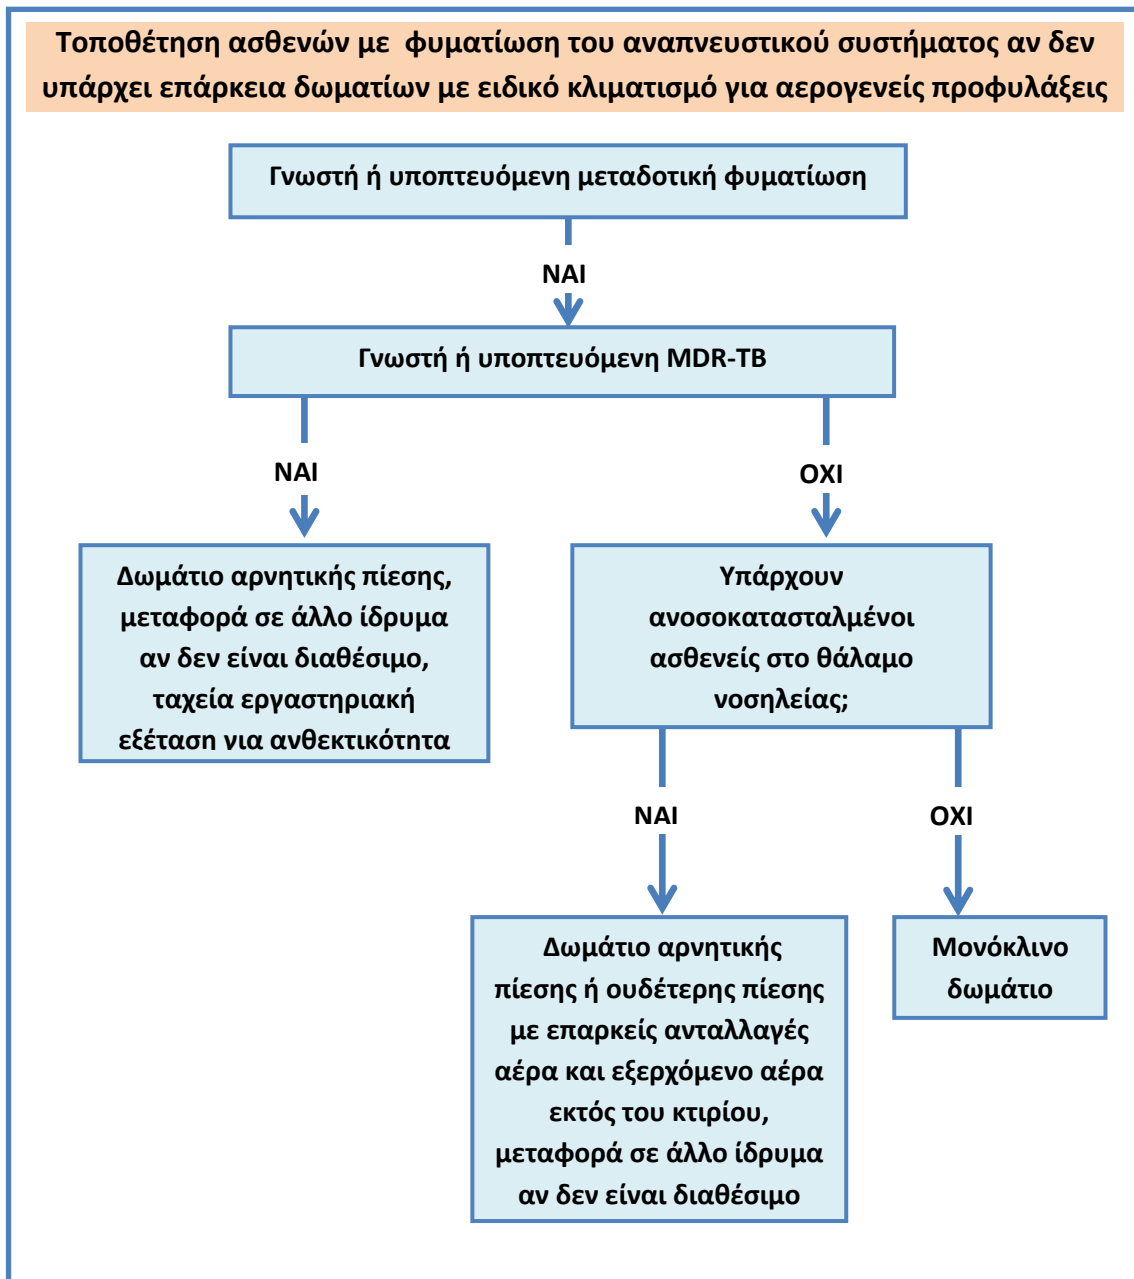 Τοποθέτηση ασθενών με φυματίωση του αναπνευστικού συστήματος αν δεν
υπάρχει επάρκεια δωματίων με ειδικό κλιματισμό για αερογενείς προφυλάξεις
Γνωστή ή υποπτευόμενη μεταδοτική φυματίωση
ΝΑΙ
Γνωστή ή υποπτευόμενη MDR-TB
ΝΑΙ
ΟΧΙ
Δωμάτιο αρνητικής πίεσης,
μεταφορά σε άλλο ίδρυμα
αν δεν είναι διαθέσιμο,
ταχεία εργαστηριακή
εξέταση για ανθεκτικότητα
Υπάρχουν
ανοσοκατασταλμένοι
ασθενείς στο θάλαμο
νοσηλείας;
ΝΑΙ
ΟΧΙ
Δωμάτιο αρνητικής
πίεσης ή ουδέτερης πίεσης
με επαρκείς ανταλλαγές
αέρα και εξερχόμενο αέρα
εκτός του κτιρίου,
μεταφορά σε άλλο ίδρυμα
αν δεν είναι διαθέσιμο
Μονόκλινο
δωμάτιο